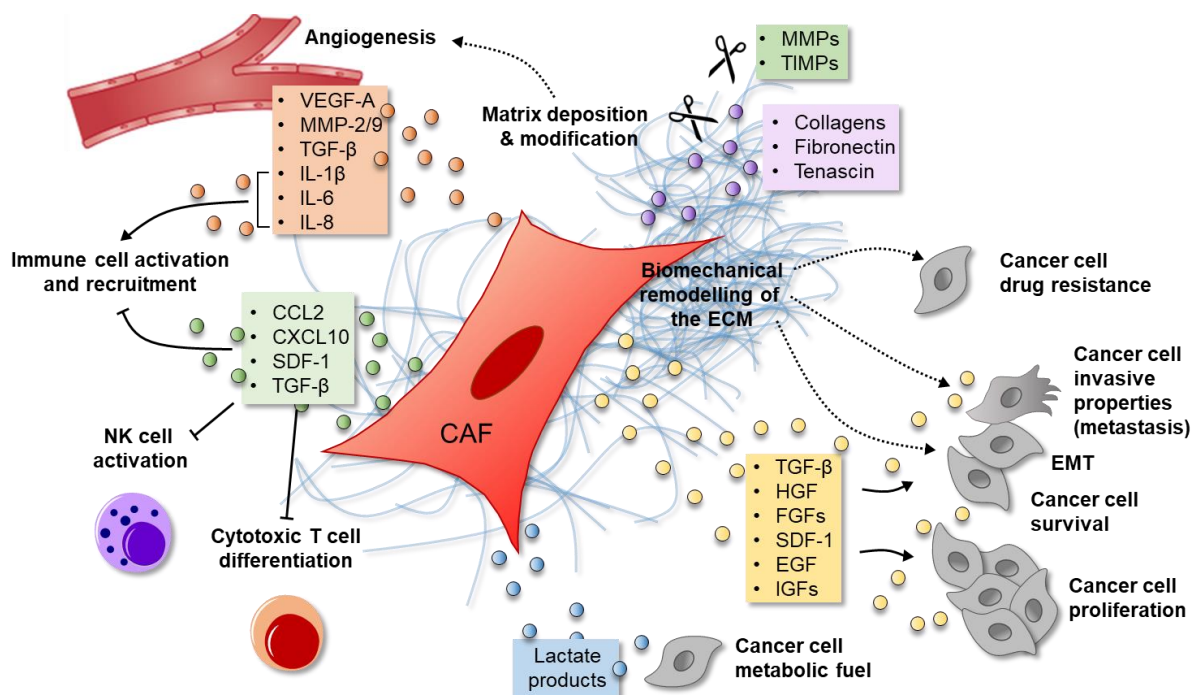 Angiogenesis
• VEGF-A
• MMP-2/9
• TGF-β
• IL-1β
• IL-6
• IL-8
Matrix deposition
& modification
• MMPs
• TIMPs
• Collagens
• Fibronectin
• Tenascin
Immune cell activation
and recruitment
• CCL2
• CXCL10
• SDF-1
• TGF-β
NK cell
activation
Cytotoxic T cell
differentiation
CAF
Biomechanical
remodelling of
the ECM
Cancer cell
drug resistance
Cancer cell
invasive
properties
(metastasis)
EMT
Cancer cell
survival
• TGF-β
• HGF
• FGFs
• SDF-1
• EGF
• IGFs
Cancer cell
proliferation
Lactate
products
Cancer cell
metabolic fuel